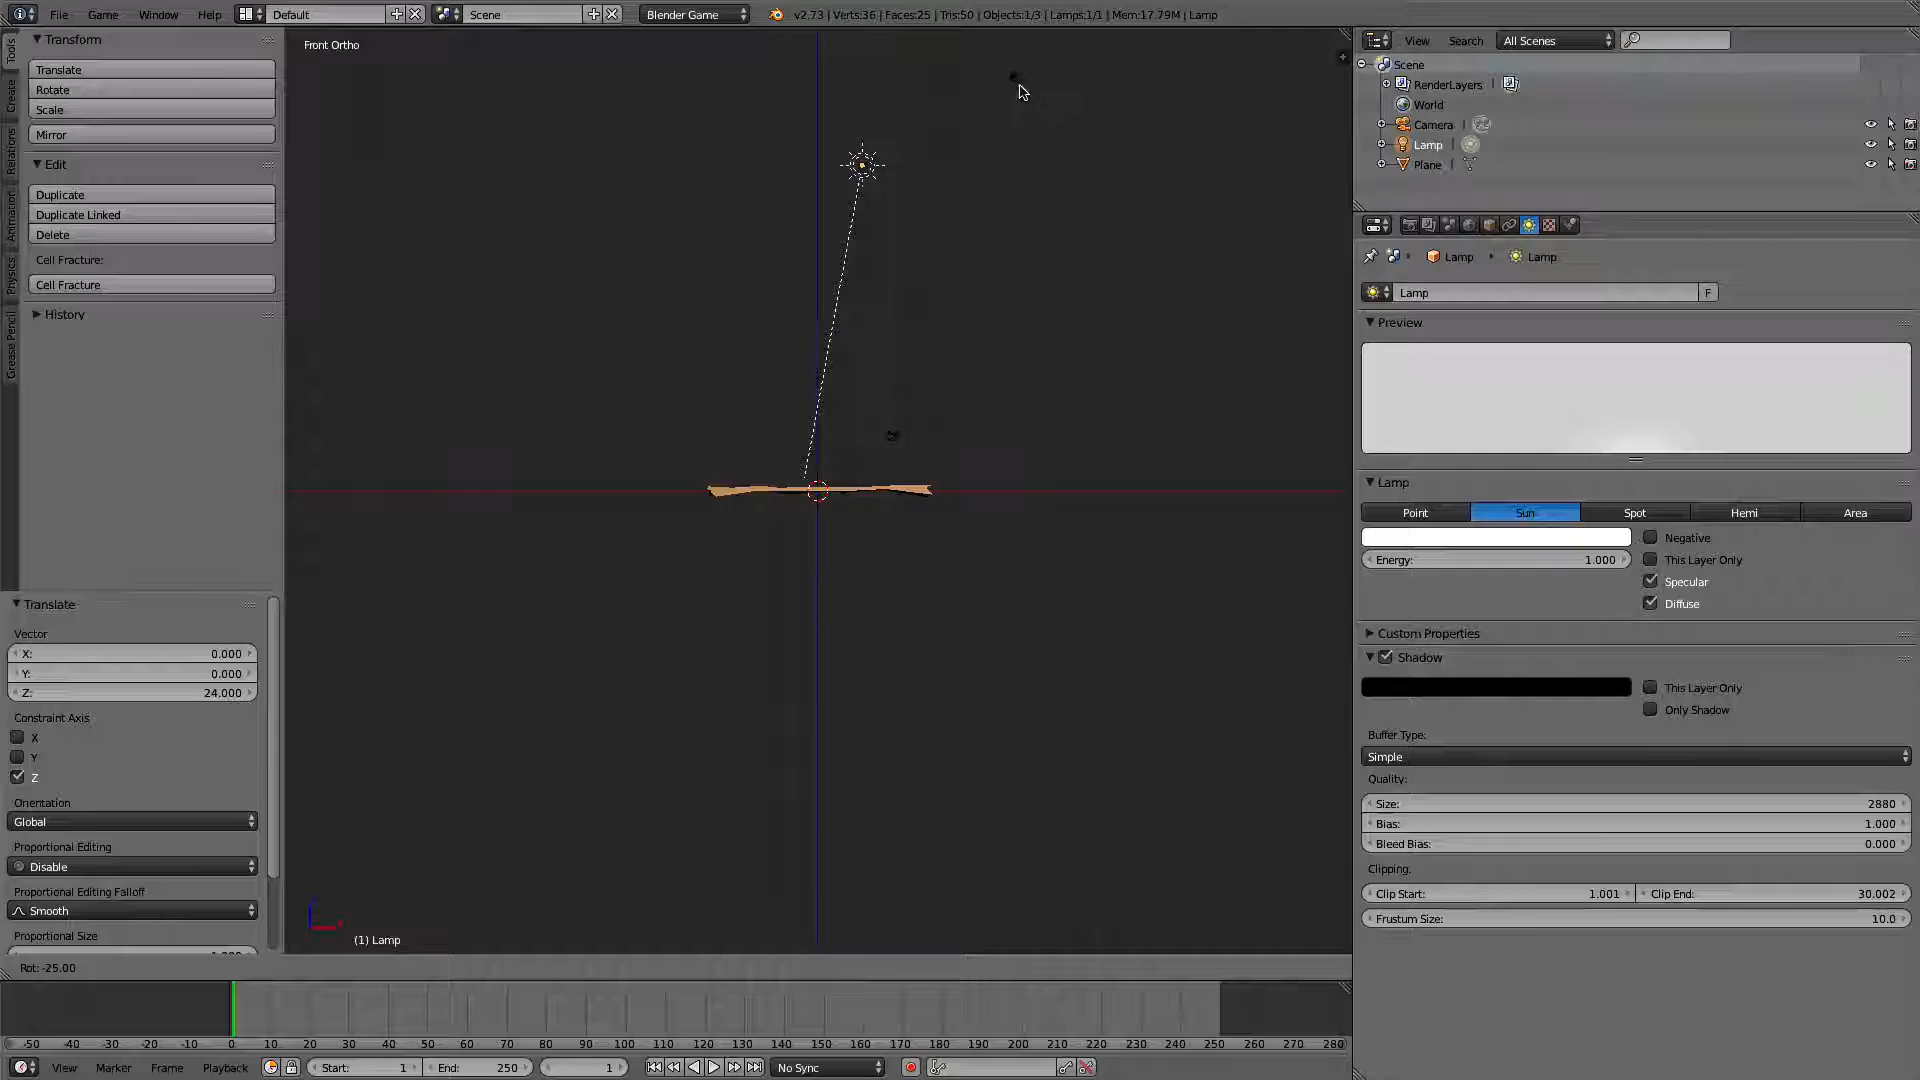 File Game Window Help Default Scene Blender Game v2.73 | Verts:36 | Faces:25 | Tris:50 | Objects:1/3 | Lamps:1/1 | Mem:17.79M | Lamp
Tools
Create
Relations
Animation
Physics
Grease Pencil
Transform
Translate
Rotate
Scale
Mirror
Edit
Duplicate
Duplicate Linked
Delete
Cell Fracture:
Cell Fracture
History
Translate
Vector
X: 0.000
Y: 0.000
Z: 24.000
Constraint Axis
X
Y
Z
Orientation
Global
Proportional Editing
Disable
Proportional Editing Falloff
Smooth
Proportional Size
Front Ortho
(1) Lamp
Rot: -25.00
View Search All Scenes
Scene
RenderLayers
World
Camera
Lamp
Plane
Lamp Lamp
Lamp F
Preview
Lamp
Point Sun Spot Hemi Area
Negative
Energy: 1.000 This Layer Only
Specular
Diffuse
Custom Properties
Shadow
This Layer Only
Only Shadow
Buffer Type:
Simple
Quality:
Size: 2880
Bias: 1.000
Bleed Bias: 0.000
Clipping:
Clip Start: 1.001 Clip End: 30.002
Frustum Size: 10.0
-50 -40 -30 -20 -10 0 10 20 30 40 50 60 70 80 90 100 110 120 130 140 150 160 170 180 190 200 210 220 230 240 250 260 270 280
View Marker Frame Playback Start: 1 End: 250 1 No Sync